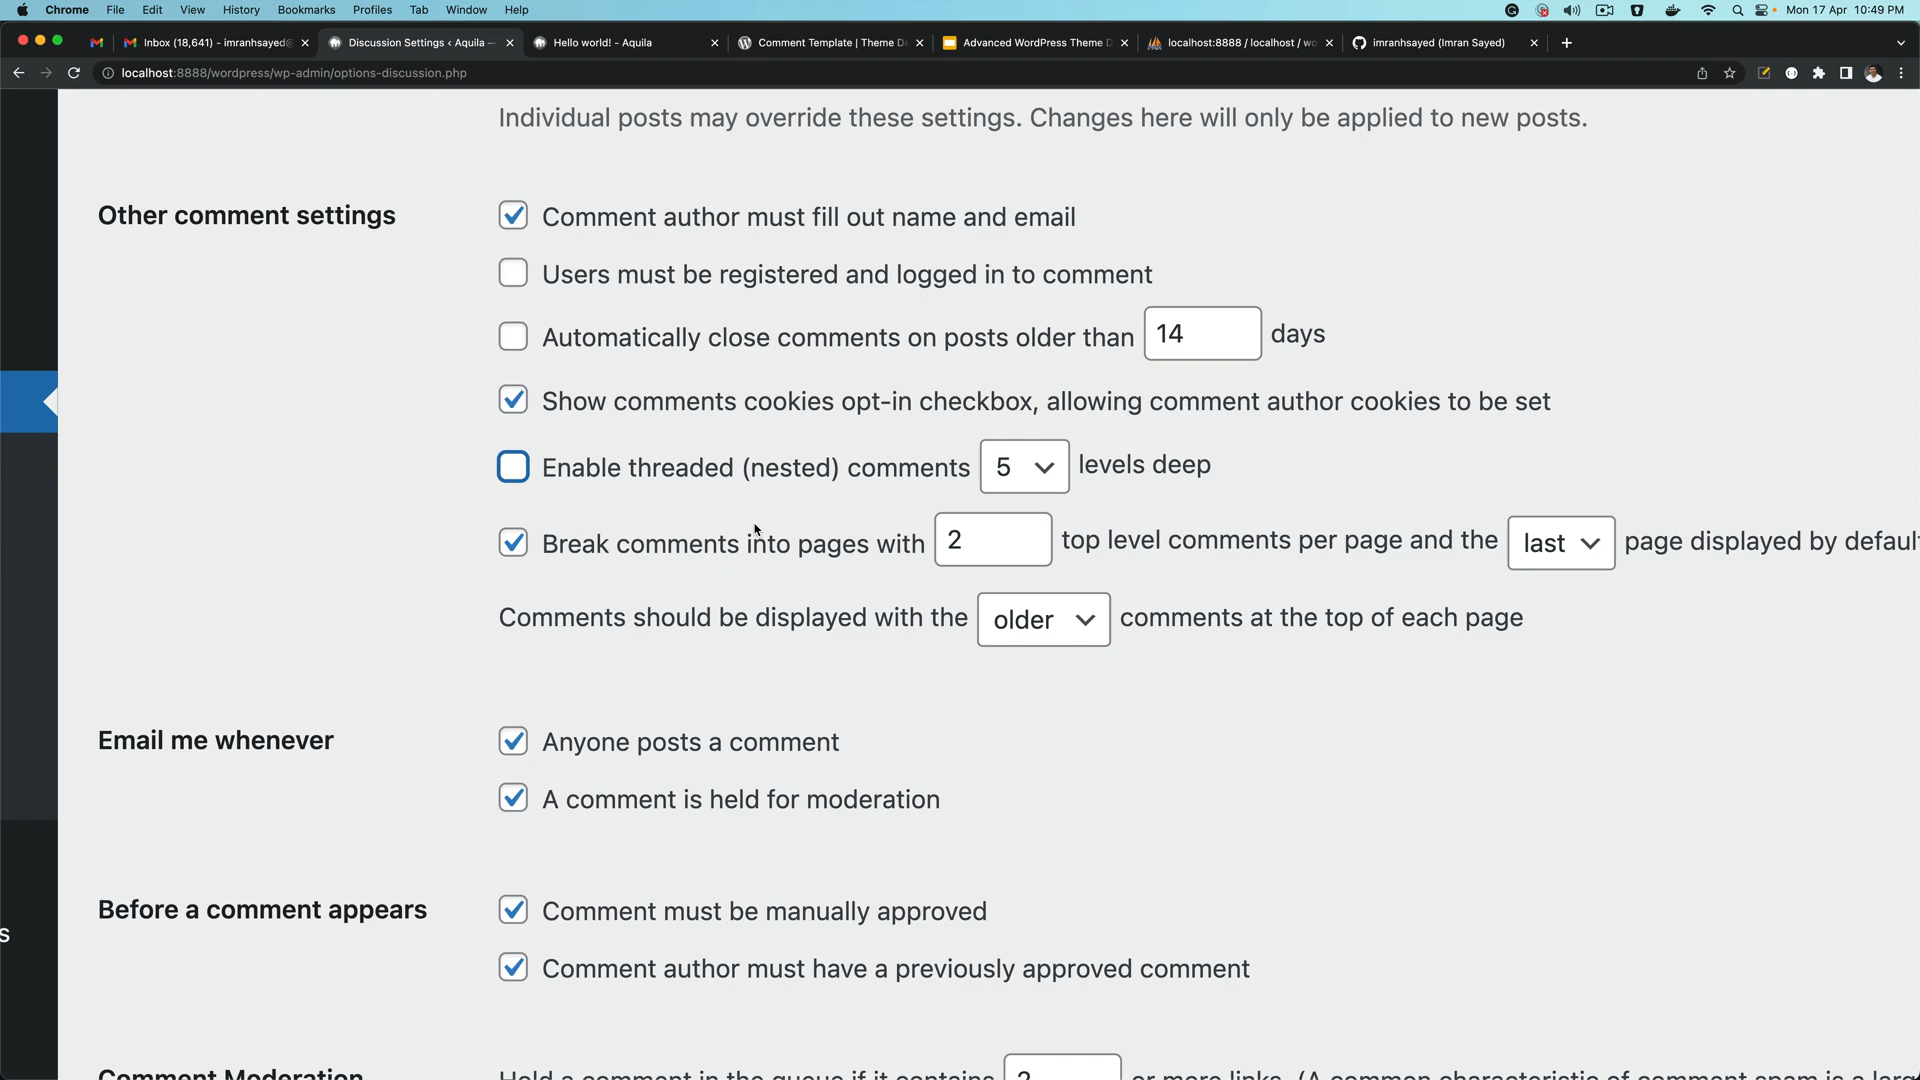 Chrome File Edit View History Bookmarks Profiles Tab Window Help Mon 17 Apr 10:49 PM
Inbox (18,641) - imranhsayed@ Discussion Settings ‹ Aquila — Hello world! - Aquila Comment Template | Theme D Advanced WordPress Theme D localhost:8888 / localhost / wo imranhsayed (Imran Sayed)
localhost:8888/wordpress/wp-admin/options-discussion.php
Individual posts may override these settings. Changes here will only be applied to new posts.
Other comment settings
Comment author must fill out name and email
Users must be registered and logged in to comment
Automatically close comments on posts older than 14 days
Show comments cookies opt-in checkbox, allowing comment author cookies to be set
Enable threaded (nested) comments 5 levels deep
Break comments into pages with 2 top level comments per page and the last page displayed by defaul
Comments should be displayed with the older comments at the top of each page
Email me whenever
Anyone posts a comment
A comment is held for moderation
Before a comment appears
Comment must be manually approved
s
Comment author must have a previously approved comment
Comment Moderation
Hold a comment in the queue if it contains 2 or more links. (A common characteristic of comment spam is a larg